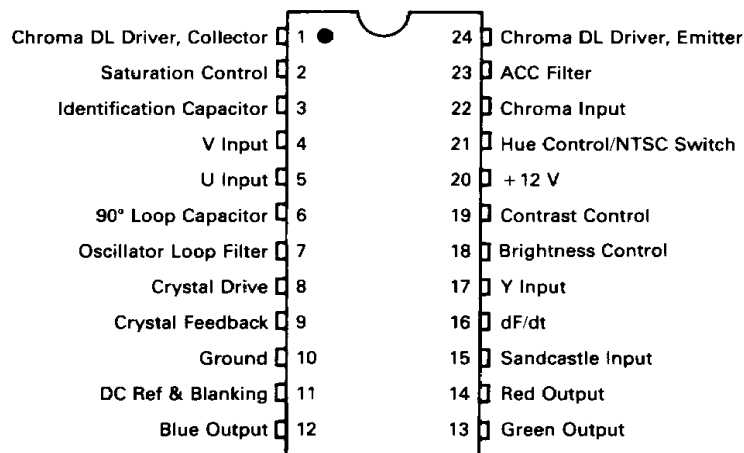 Chroma DL Driver, Collector 1 24 Chroma DL Driver, Emitter
Saturation Control 2 23 ACC Filter
Identification Capacitor 3 22 Chroma Input
V Input 4 21 Hue Control/NTSC Switch
U Input 5 20 +12 V
90° Loop Capacitor 6 19 Contrast Control
Oscillator Loop Filter 7 18 Brightness Control
Crystal Drive 8 17 Y Input
Crystal Feedback 9 16 dF/dt
Ground 10 15 Sandcastle Input
DC Ref & Blanking 11 14 Red Output
Blue Output 12 13 Green Output